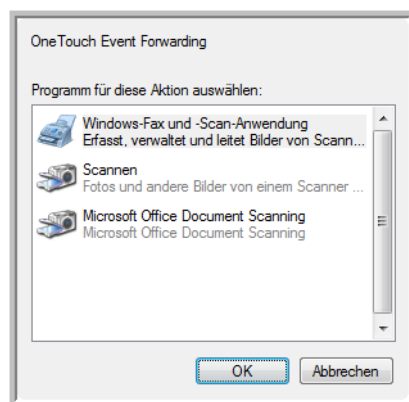 OneTouch Event Forwarding
Programm für diese Aktion auswählen:
Windows-Fax und -Scan-Anwendung
Erfasst, verwaltet und leitet Bilder von Scann...
Scannen
Fotos und andere Bilder von einem Scanner ...
Microsoft Office Document Scanning
Microsoft Office Document Scanning
OK Abbrechen